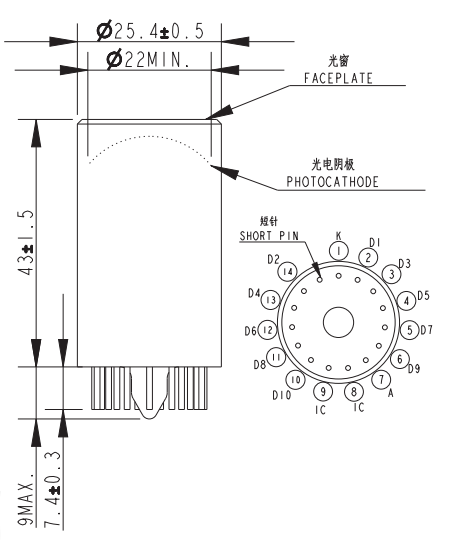 Ø25.4±0.5
Ø22MIN.
光窗
FACEPLATE
光电阴极
PHOTOCATHODE
43±1.5
9MAX.
7.4±0.3
短针
SHORT PIN
K
1
D1
2
D3
3
D5
4
D7
5
D9
6
A
7
IC
8
IC
9
D10
10
D8
11
D6
12
D4
13
D2
14